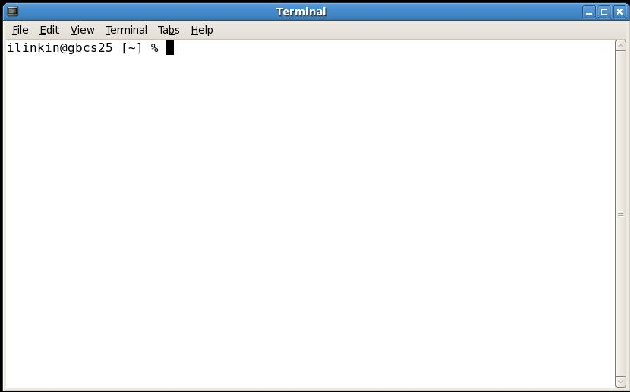 Terminal
File Edit View Terminal Tabs Help
ilinkin@gbcs25 [~] %